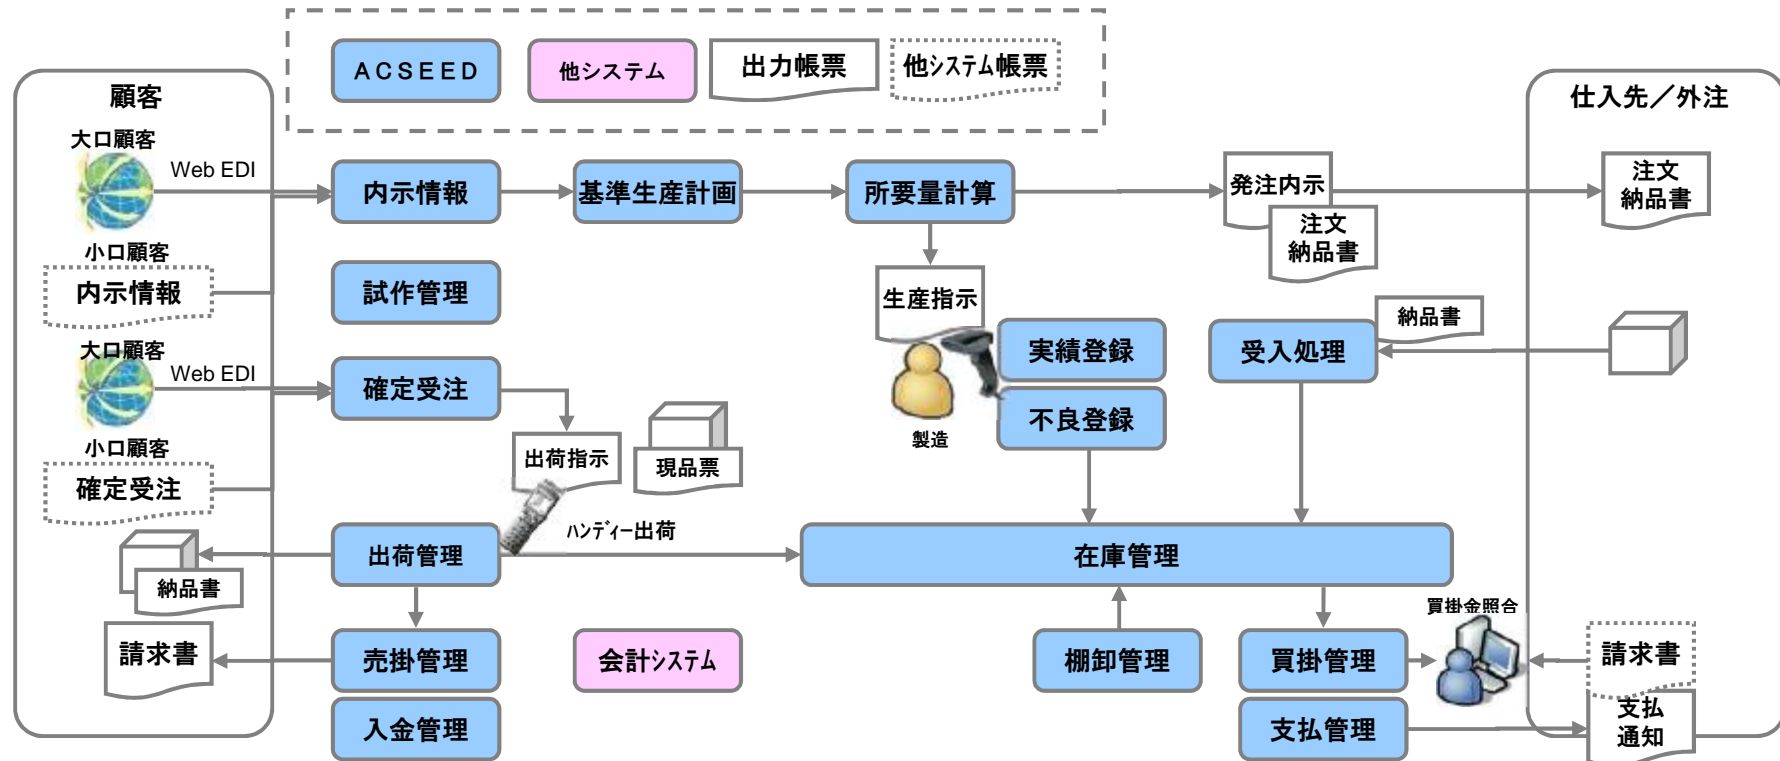 ACSEED
他システム
出力帳票
他システム帳票
顧客
仕入先／外注
大口顧客
Web EDI
内示情報
基準生産計画
所要量計算
発注内示
注文
納品書
注文
納品書
小口顧客
内示情報
試作管理
生産指示
納品書
実績登録
受入処理
大口顧客
Web EDI
確定受注
不良登録
製造
小口顧客
確定受注
出荷指示
現品票
ハンディー出荷
出荷管理
在庫管理
納品書
買掛金照合
請求書
売掛管理
会計システム
棚卸管理
買掛管理
請求書
入金管理
支払管理
支払
通知